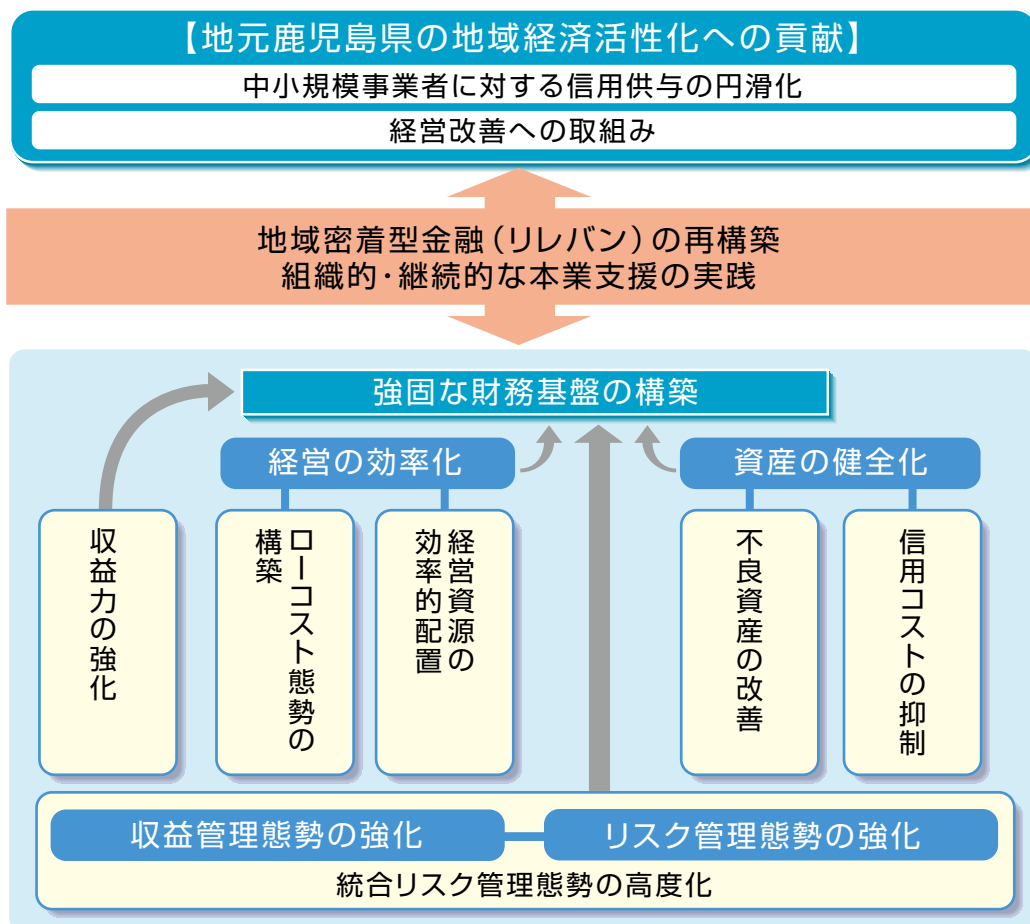 【地元鹿児島県の地域経済活性化への貢献】
中小規模事業者に対する信用供与の円滑化
経営改善への取組み
地域密着型金融（リレバン）の再構築
組織的・継続的な本業支援の実践
強固な財務基盤の構築
経営の効率化
資産の健全化
収益力の強化
ローコスト態勢の
構築
経営資源の
効率的配置
不良資産の改善
信用コストの抑制
収益管理態勢の強化
リスク管理態勢の強化
統合リスク管理態勢の高度化